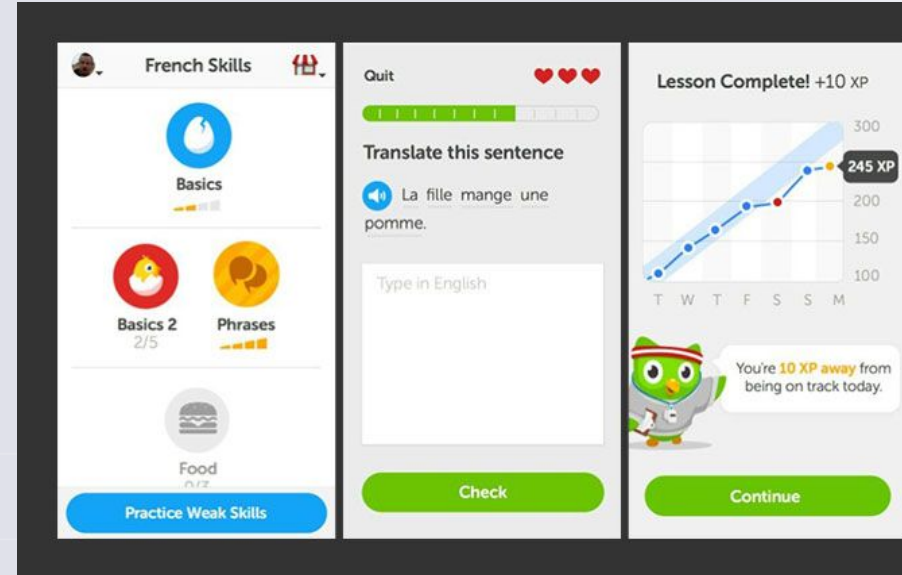 French Skills
Basics
Basics 2
2/5
Phrases
Food
0/3
Practice Weak Skills
Quit
Translate this sentence
La fille mange une
pomme.
Type in English
Check
Lesson Complete! +10 XP
300
245 XP
200
150
100
T W T F S S M
You're 10 XP away from
being on track today.
Continue